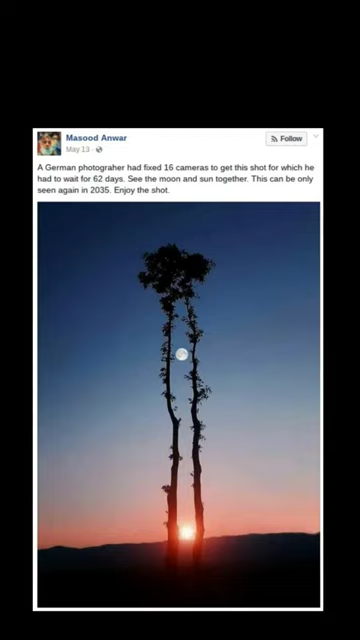 Masood Anwar
Follow
May 13 ·
A German photograher had fixed 16 cameras to get this shot for which he
had to wait for 62 days. See the moon and sun together. This can be only
seen again in 2035. Enjoy the shot.